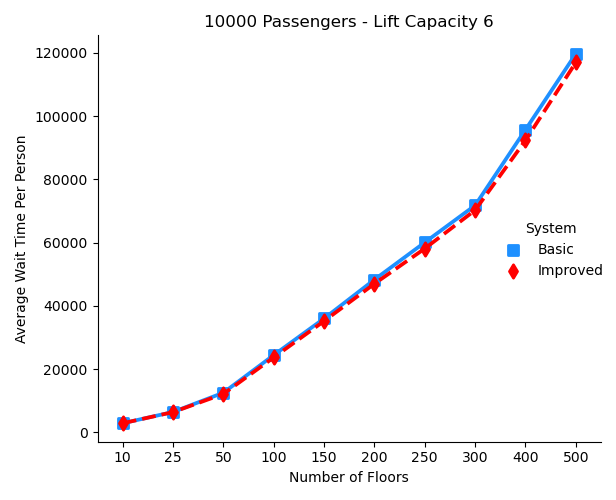 10000 Passengers - Lift Capacity 6
120000
100000
80000
60000
40000
20000
0
Average Wait Time Per Person
System
Basic
Improved
10 25 50 100 150 200 250 300 400 500
Number of Floors